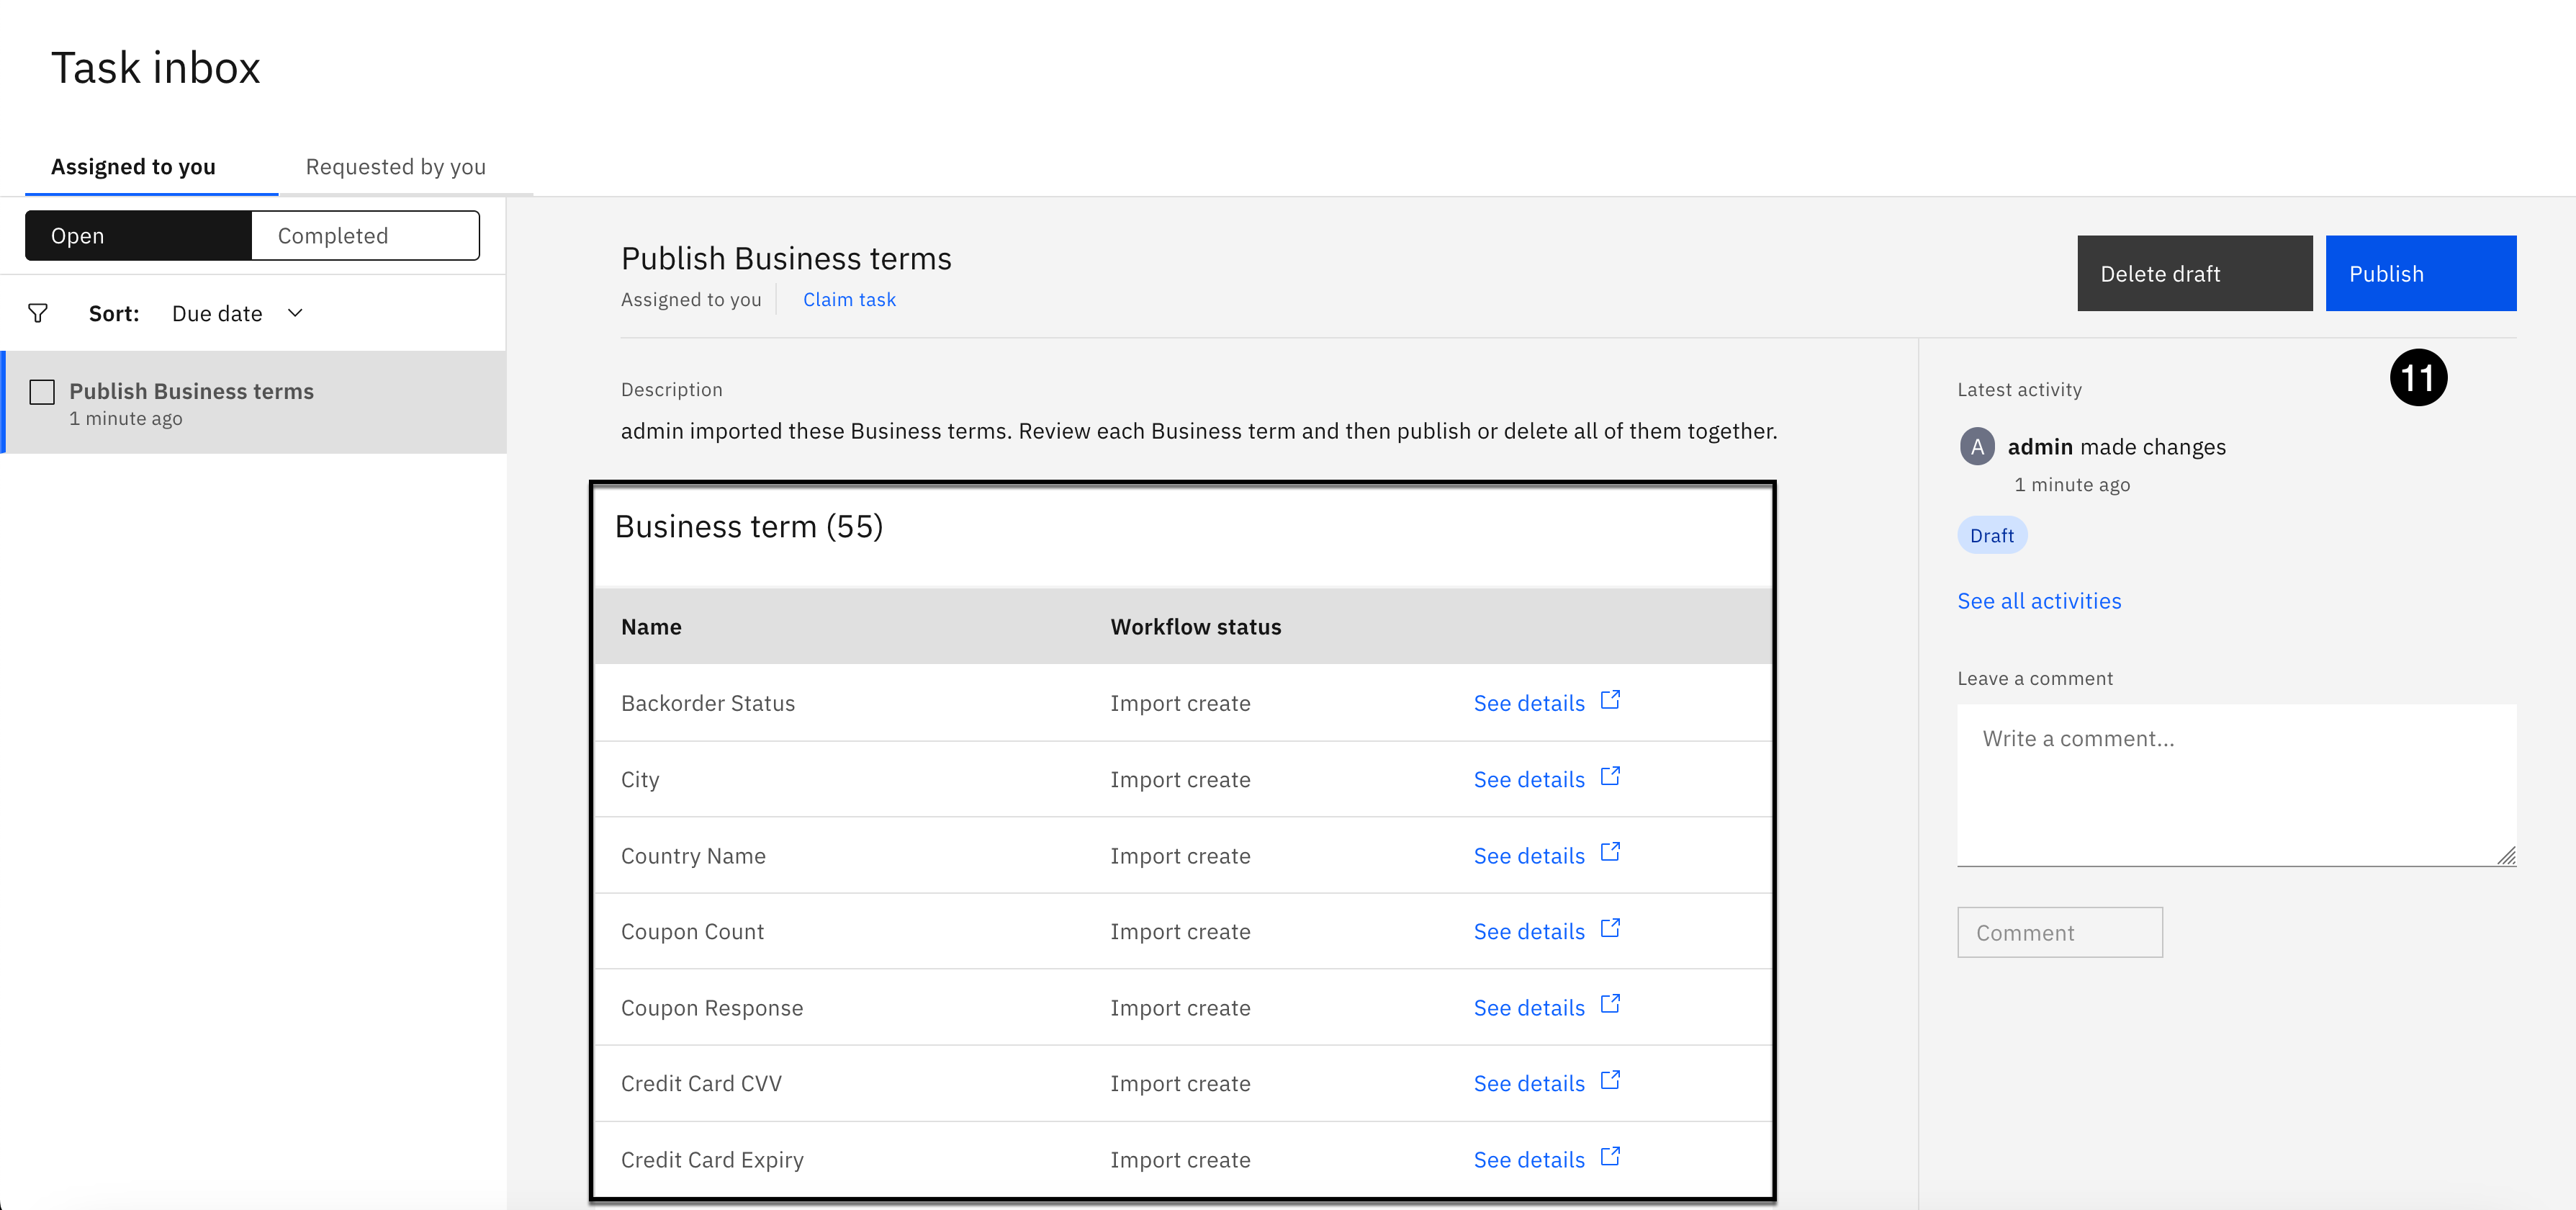 Task inbox
Assigned to you
Requested by you
Open
Completed
Sort: Due date
Publish Business terms
1 minute ago
Publish Business terms
Assigned to you
Claim task
Delete draft
Publish
Description
admin imported these Business terms. Review each Business term and then publish or delete all of them together.
Business term (55)
Name Workflow status
Backorder Status Import create See details
City Import create See details
Country Name Import create See details
Coupon Count Import create See details
Coupon Response Import create See details
Credit Card CVV Import create See details
Credit Card Expiry Import create See details
11
Latest activity
A admin made changes
1 minute ago
Draft
See all activities
Leave a comment
Write a comment...
Comment